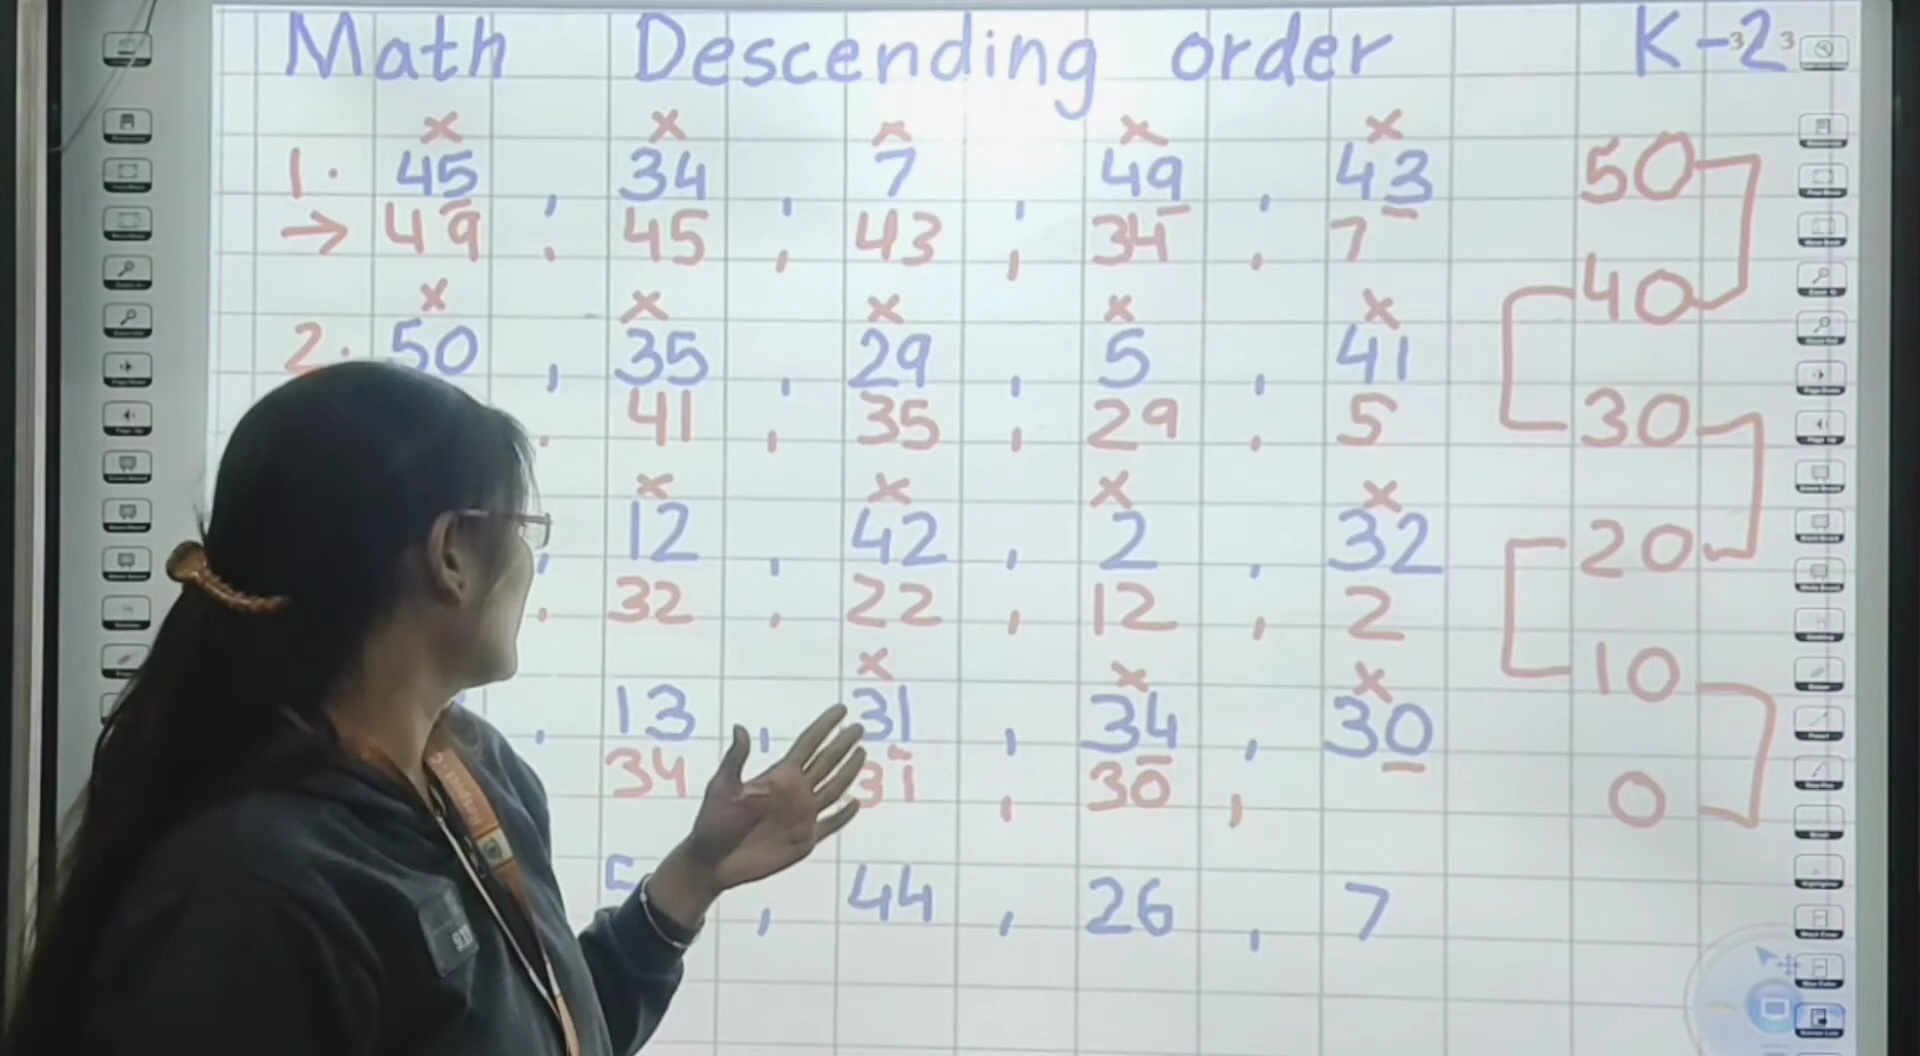 Math Descending order K-2
1. 45 , 34 , 7 , 49 , 43 50
→ 49 , 45 , 43 , 34 , 7 40
2. 50 , 35 , 29 , 5 , 41
, 41 , 35 , 29 , 5 30
, 12 , 42 , 2 , 32 20
, 32 , 22 , 12 , 2
, 13 , 31 , 34 , 30 10
34 31 , 30 , 0
, 44 , 26 , 7